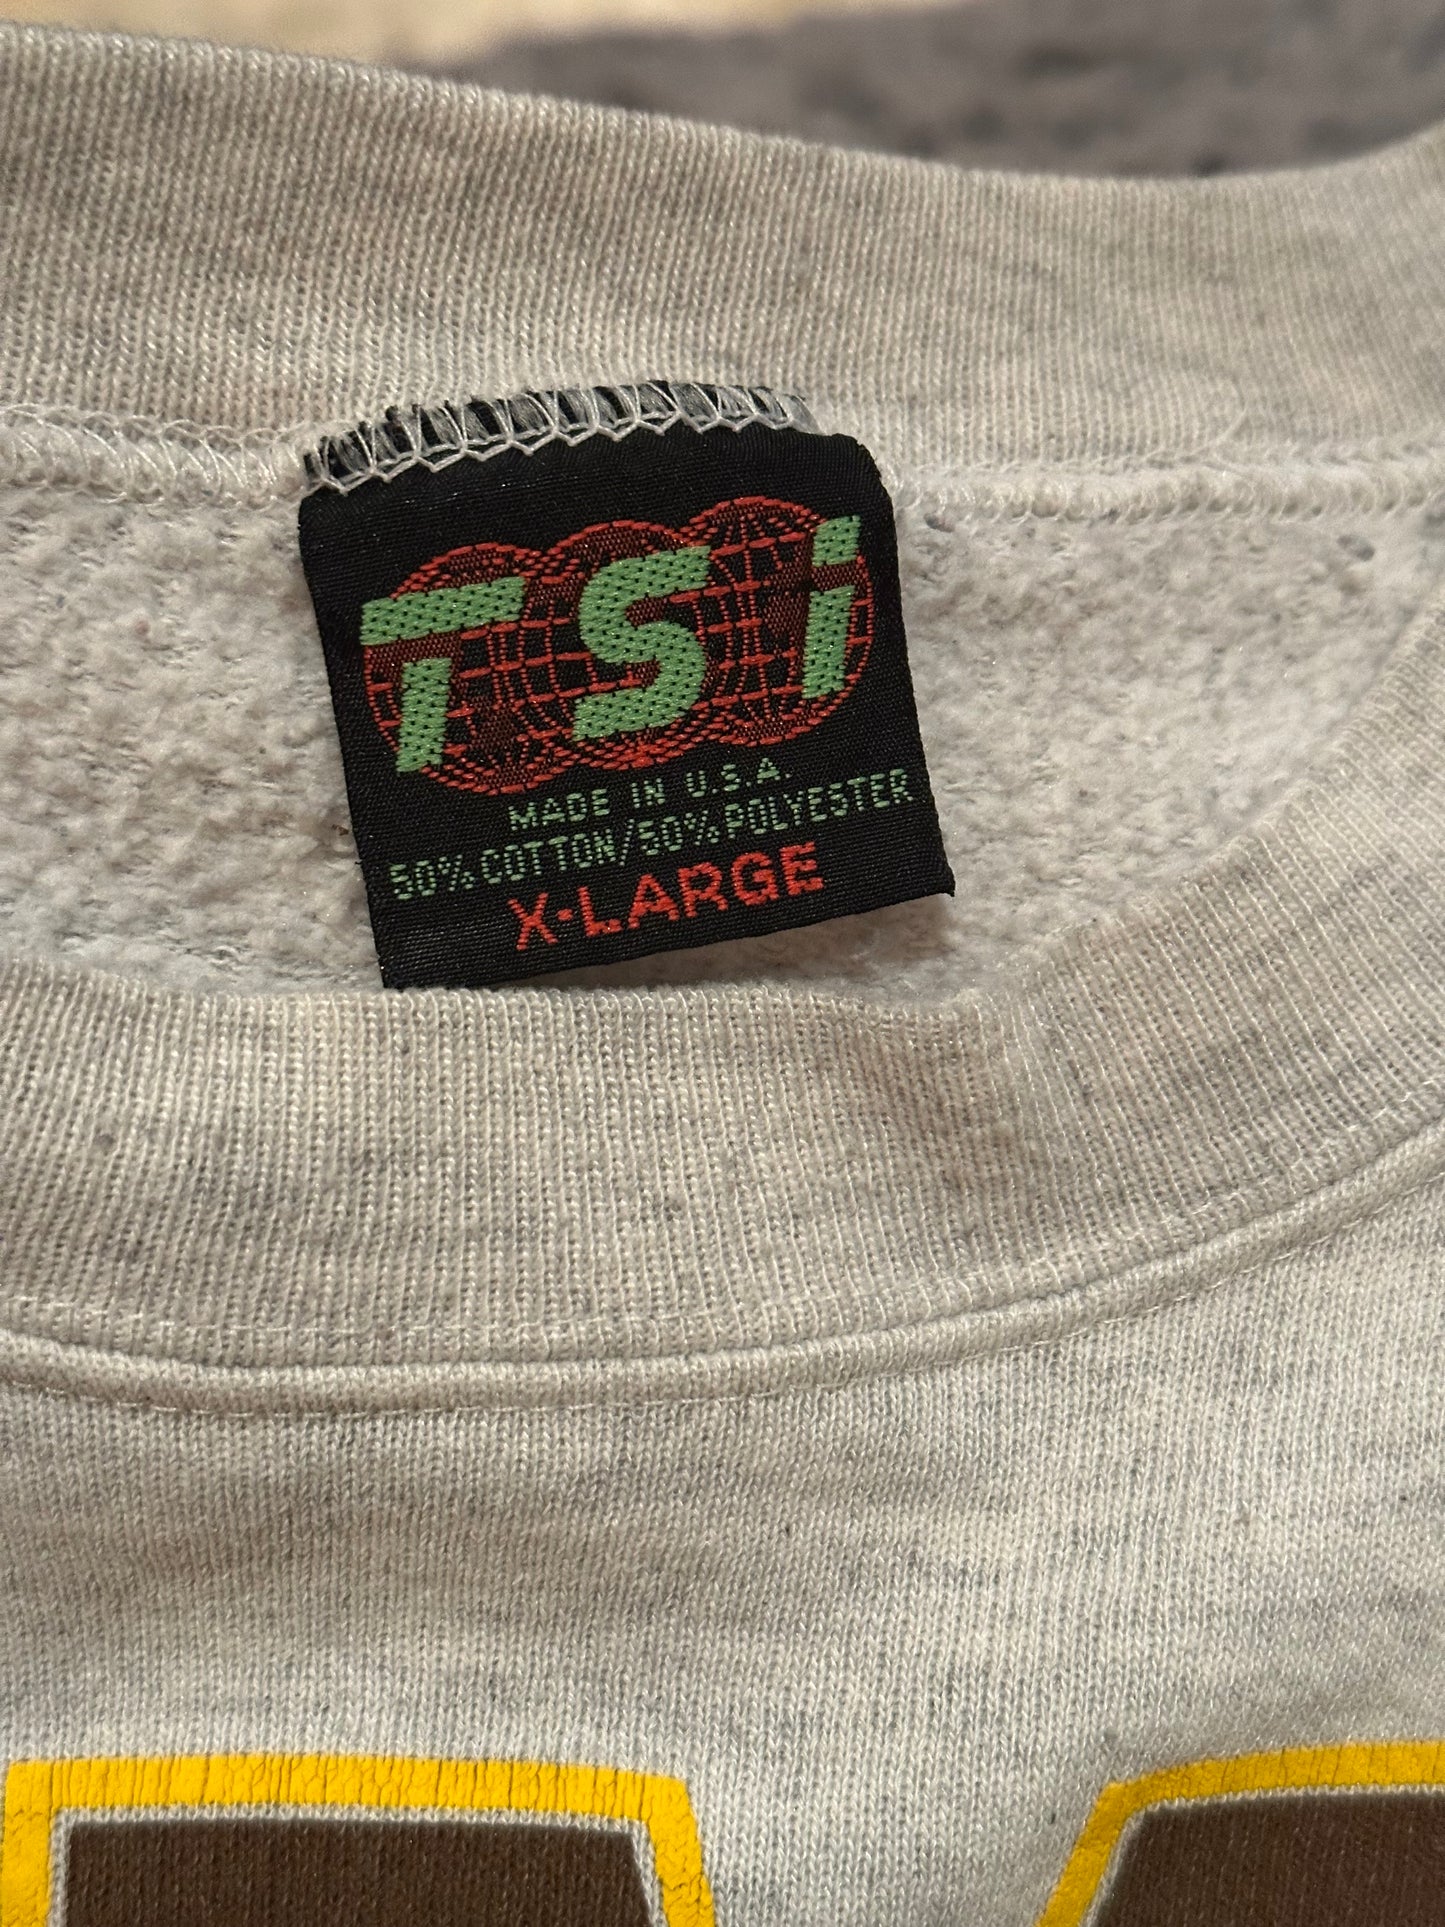 TSi
MADE IN U.S.A.
50% COTTON/50% POLYESTER
X-LARGE